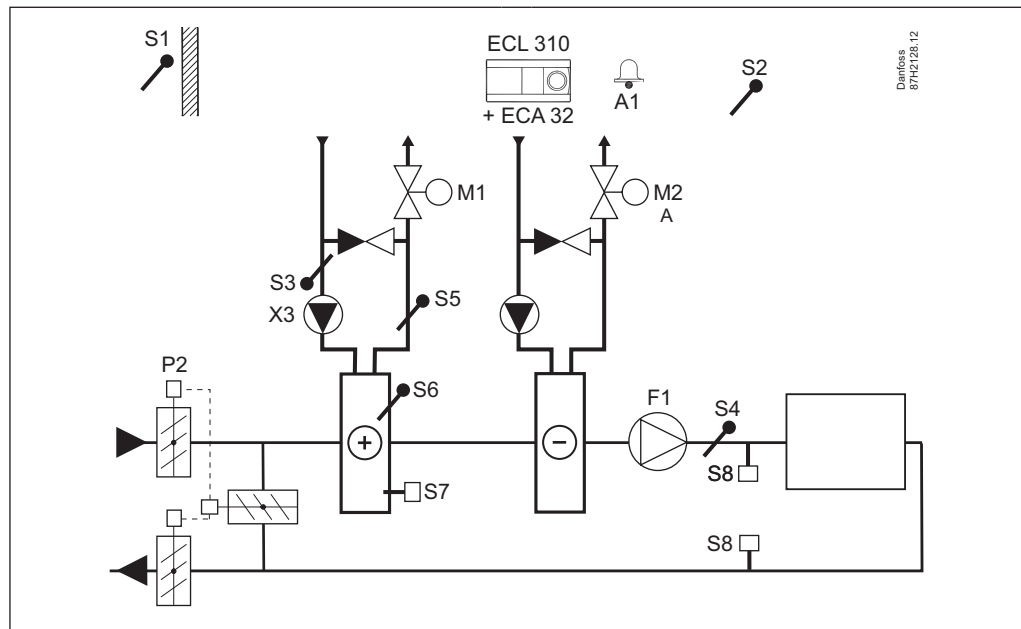 S1
ECL 310
+ ECA 32
A1
S2
Danfoss
87H2128.12
M1
M2
A
S3
X3
S5
P2
S6
+
−
F1
S4
S7
S8
S8